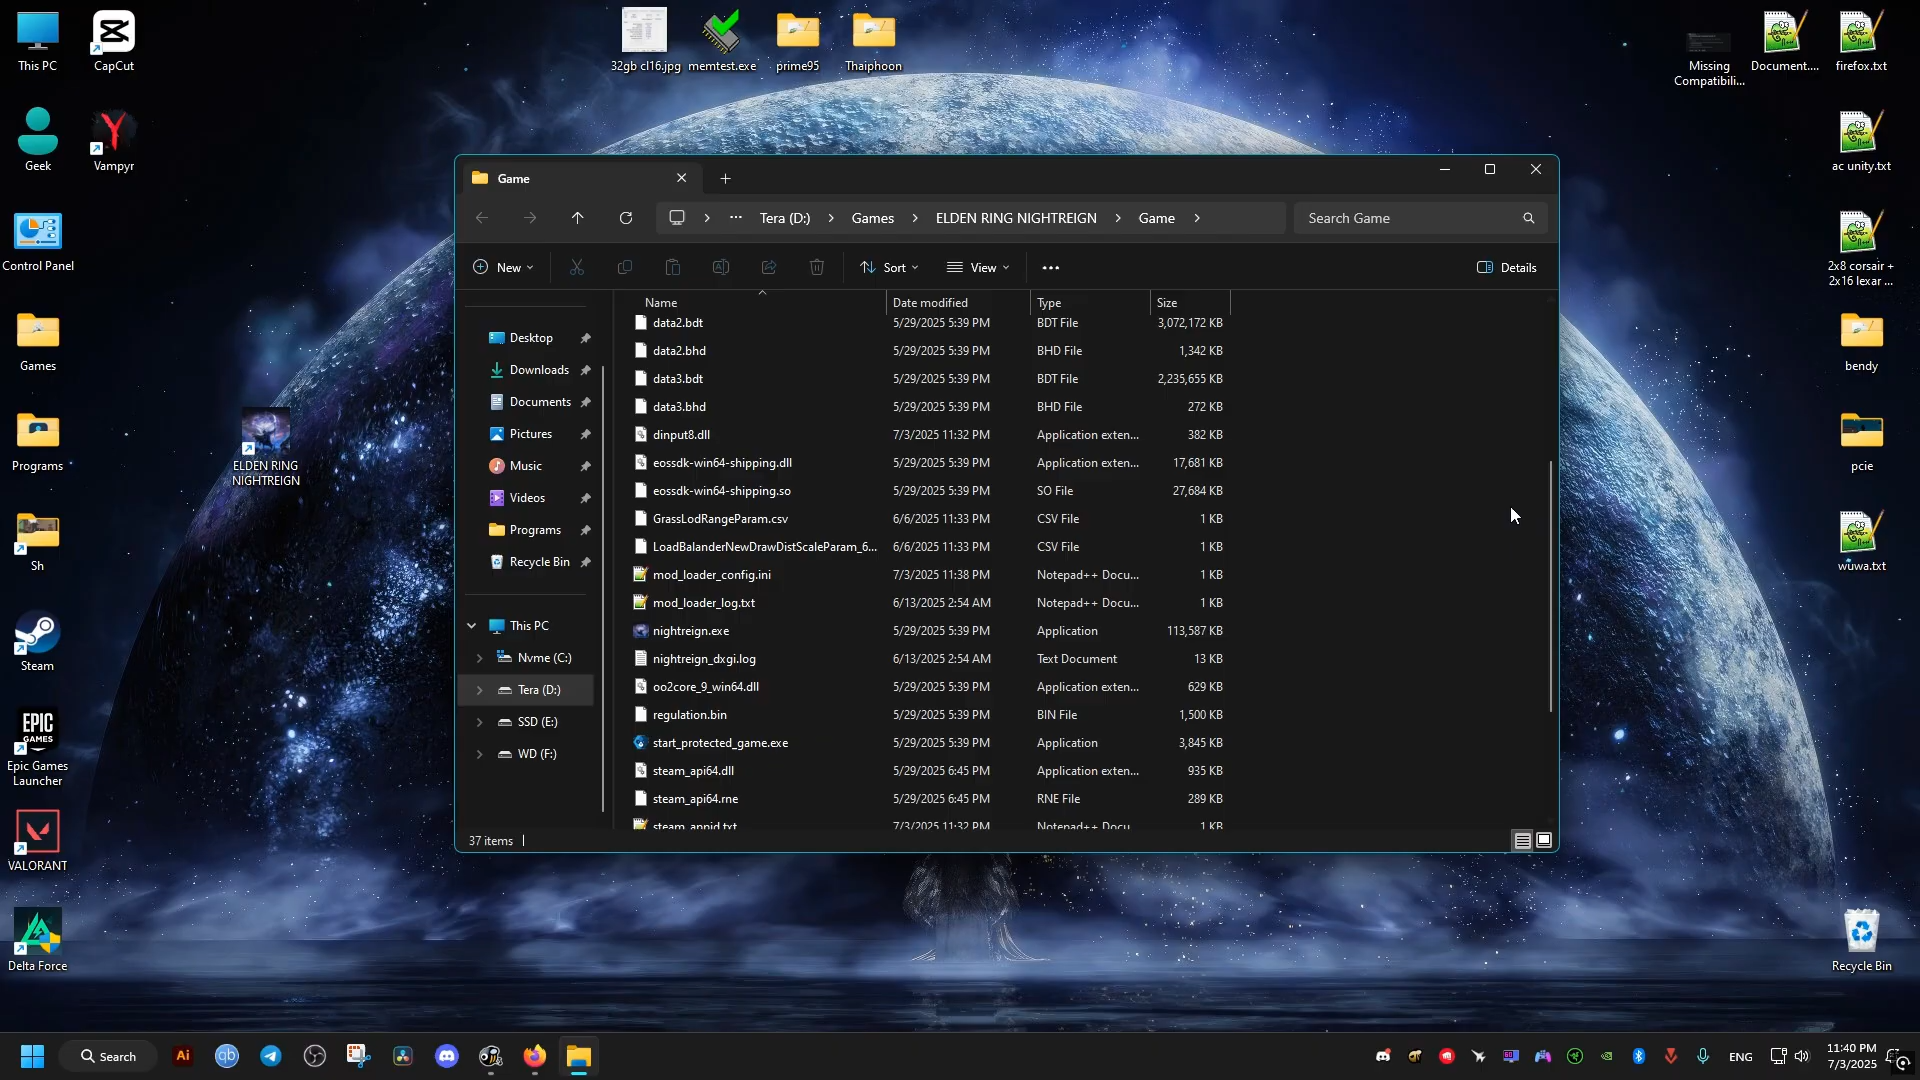 This PC
CapCut
32gb cl16.jpg
memtest.exe
prime95
Thaiphoon
Missing
Compatibili...
Document....
firefox.txt
Geek
Vampyr
ac unity.txt
Control Panel
2x8 corsair +
2x16 lexar ...
Games
bendy
Programs
ELDEN RING
NIGHTREIGN
pcie
Sh
wuwa.txt
Steam
EPIC
GAMES
Epic Games
Launcher
VALORANT
Delta Force
Recycle Bin
Game
Tera (D:)
Games
ELDEN RING NIGHTREIGN
Game
Search Game
New
Sort
View
Details
Desktop
Downloads
Documents
Pictures
Music
Videos
Programs
Recycle Bin
This PC
Nvme (C:)
Tera (D:)
SSD (E:)
WD (F:)
Name Date modified Type Size
data2.bdt 5/29/2025 5:39 PM BDT File 3,072,172 KB
data2.bhd 5/29/2025 5:39 PM BHD File 1,342 KB
data3.bdt 5/29/2025 5:39 PM BDT File 2,235,655 KB
data3.bhd 5/29/2025 5:39 PM BHD File 272 KB
dinput8.dll 7/3/2025 11:32 PM Application exten... 382 KB
eossdk-win64-shipping.dll 5/29/2025 5:39 PM Application exten... 17,681 KB
eossdk-win64-shipping.so 5/29/2025 5:39 PM SO File 27,684 KB
GrassLodRangeParam.csv 6/6/2025 11:33 PM CSV File 1 KB
LoadBalanderNewDrawDistScaleParam_6... 6/6/2025 11:33 PM CSV File 1 KB
mod_loader_config.ini 7/3/2025 11:38 PM Notepad++ Docu... 1 KB
mod_loader_log.txt 6/13/2025 2:54 AM Notepad++ Docu... 1 KB
nightreign.exe 5/29/2025 5:39 PM Application 113,587 KB
nightreign_dxgi.log 6/13/2025 2:54 AM Text Document 13 KB
oo2core_9_win64.dll 5/29/2025 5:39 PM Application exten... 629 KB
regulation.bin 5/29/2025 5:39 PM BIN File 1,500 KB
start_protected_game.exe 5/29/2025 5:39 PM Application 3,845 KB
steam_api64.dll 5/29/2025 6:45 PM Application exten... 935 KB
steam_api64.rne 5/29/2025 6:45 PM RNE File 289 KB
steam_appid.txt 7/3/2025 11:32 PM Notepad++ Docu... 1 KB
37 items
Search
Ai
qb
ENG
11:40 PM
7/3/2025